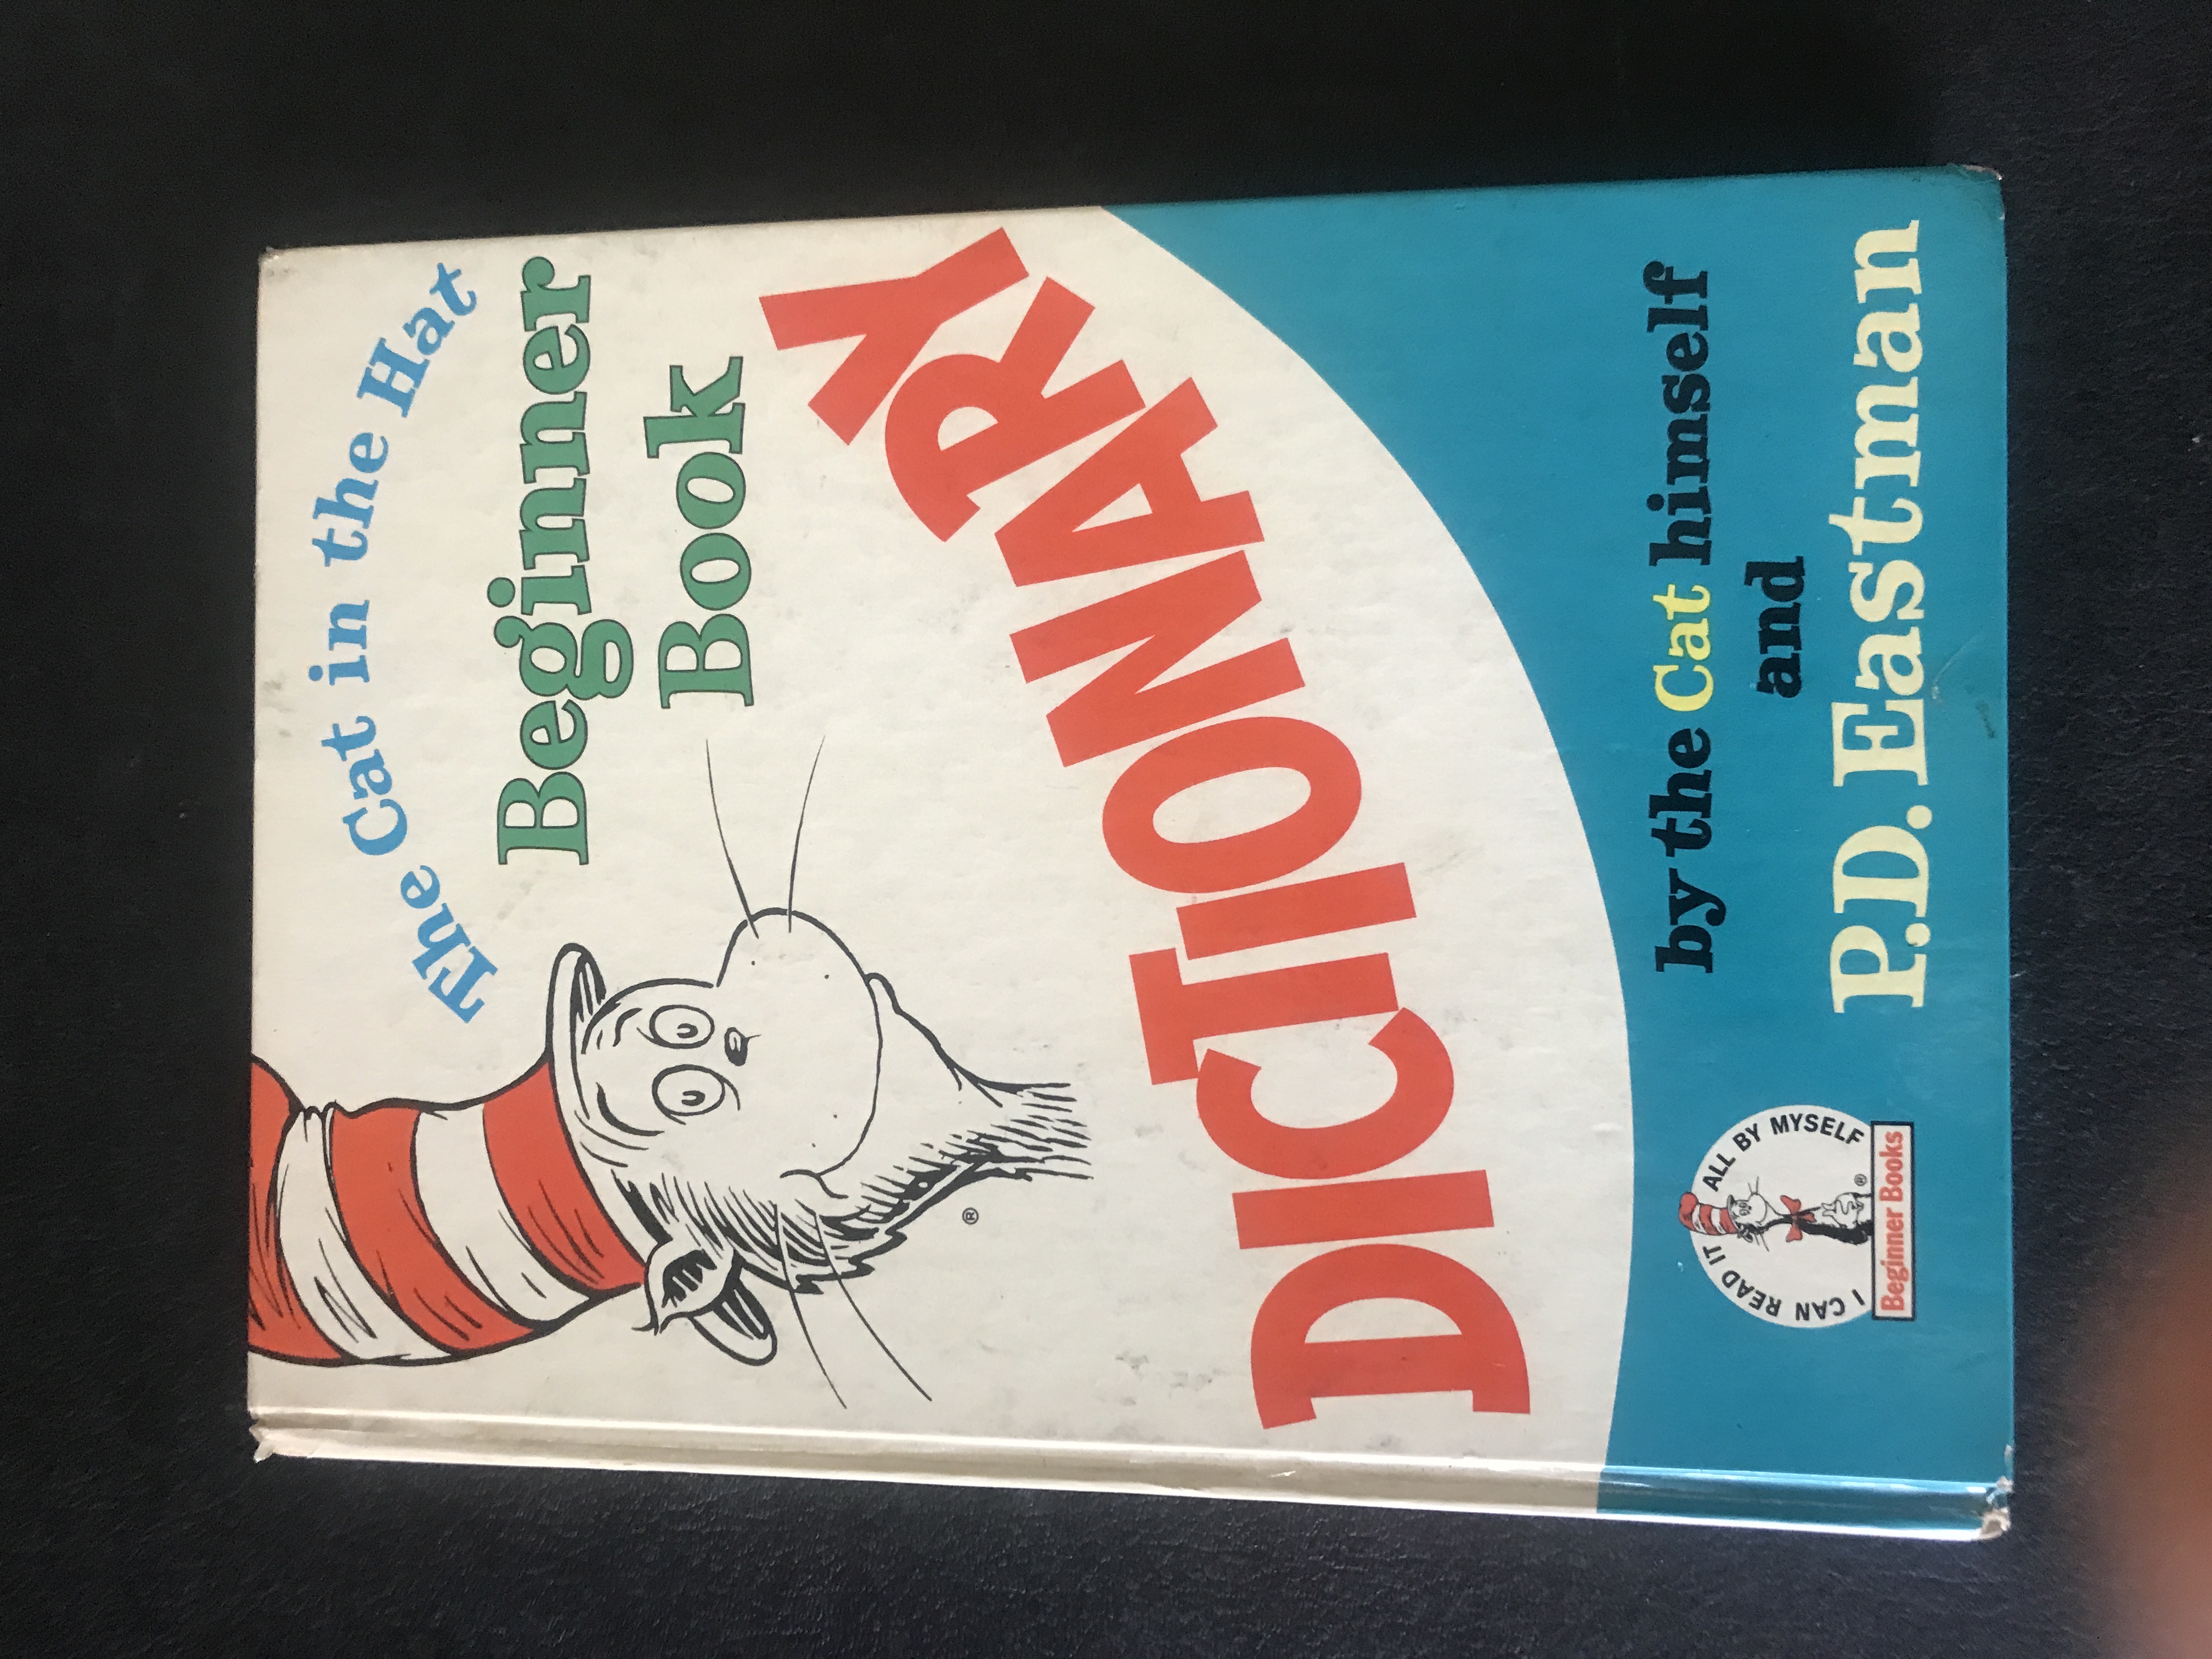 The Cat in the Hat
Beginner
Book
DICTIONARY
®
by the Cat himself
and
P.D. Eastman
I CAN READ IT ALL BY MYSELF
®
Beginner Books